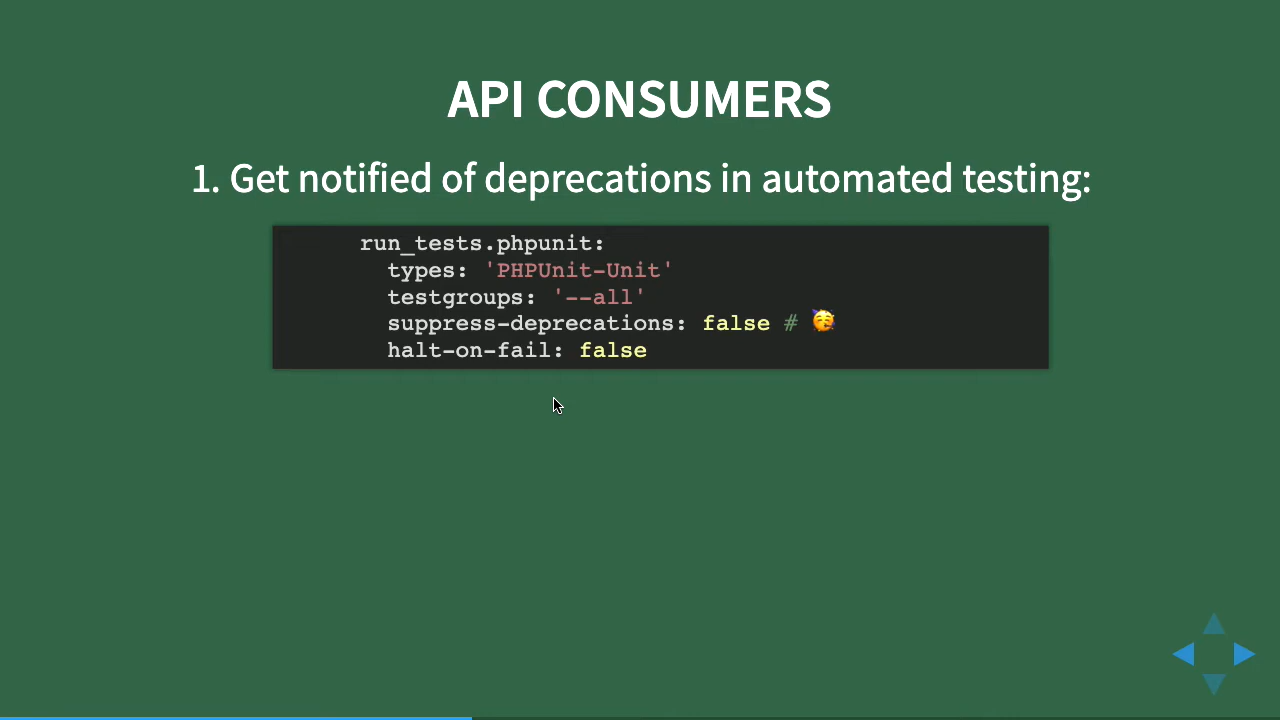 API CONSUMERS
1. Get notified of deprecations in automated testing:
run_tests.phpunit:
  types: 'PHPUnit-Unit'
  testgroups: '--all'
  suppress-deprecations: false # 🥳
  halt-on-fail: false